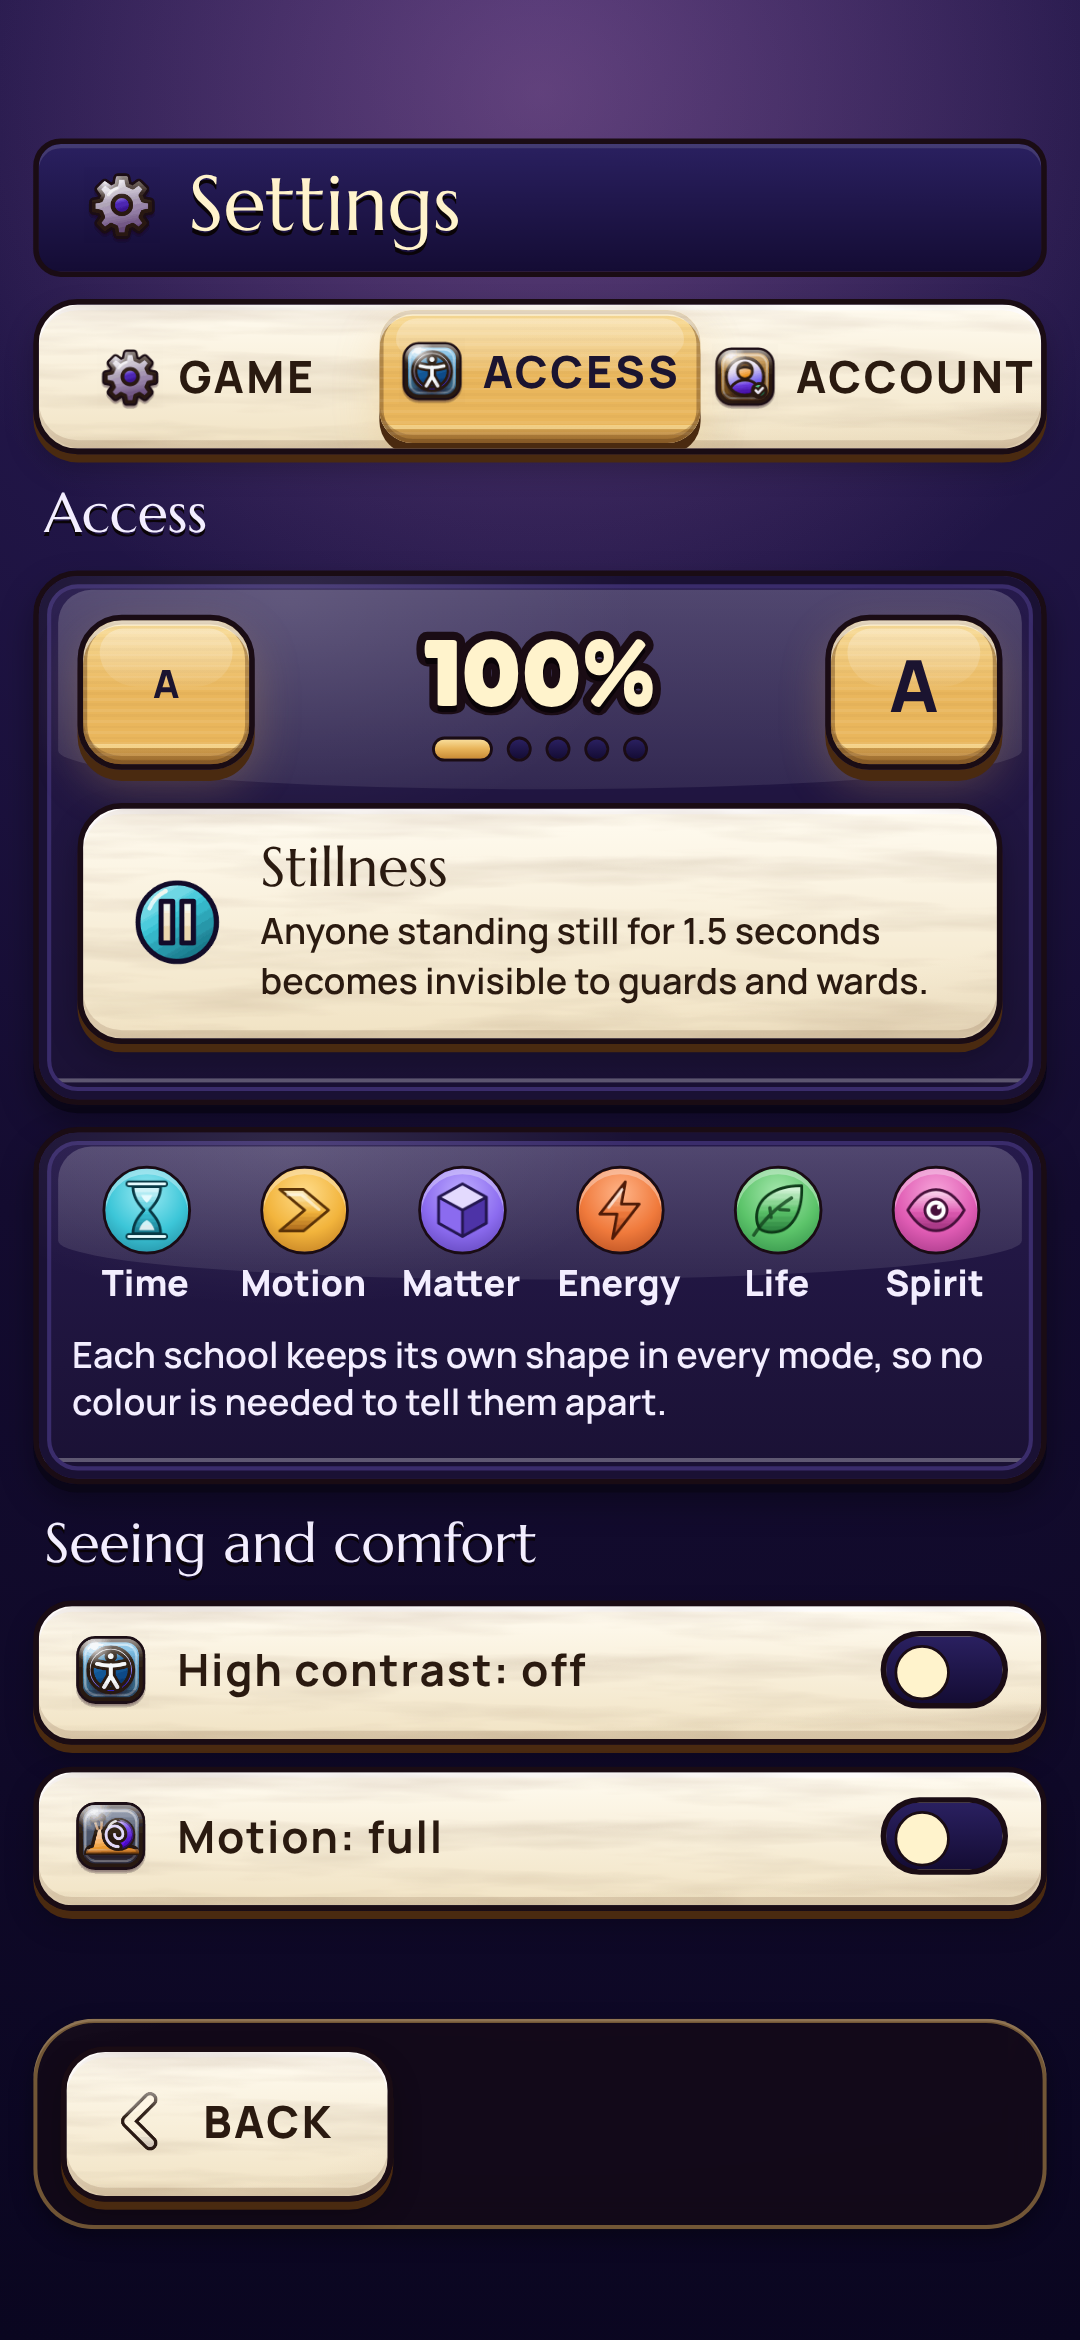 Settings
GAME ACCESS ACCOUNT
Access
A 100% A
Stillness
Anyone standing still for 1.5 seconds
becomes invisible to guards and wards.
Time Motion Matter Energy Life Spirit
Each school keeps its own shape in every mode, so no
colour is needed to tell them apart.
Seeing and comfort
High contrast: off
Motion: full
BACK